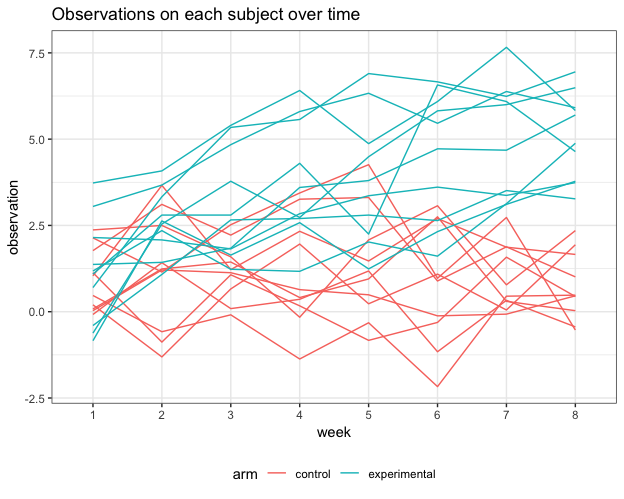 Observations on each subject over time
observation
7.5
5.0
2.5
0.0
-2.5
1 2 3 4 5 6 7 8
week
arm control experimental